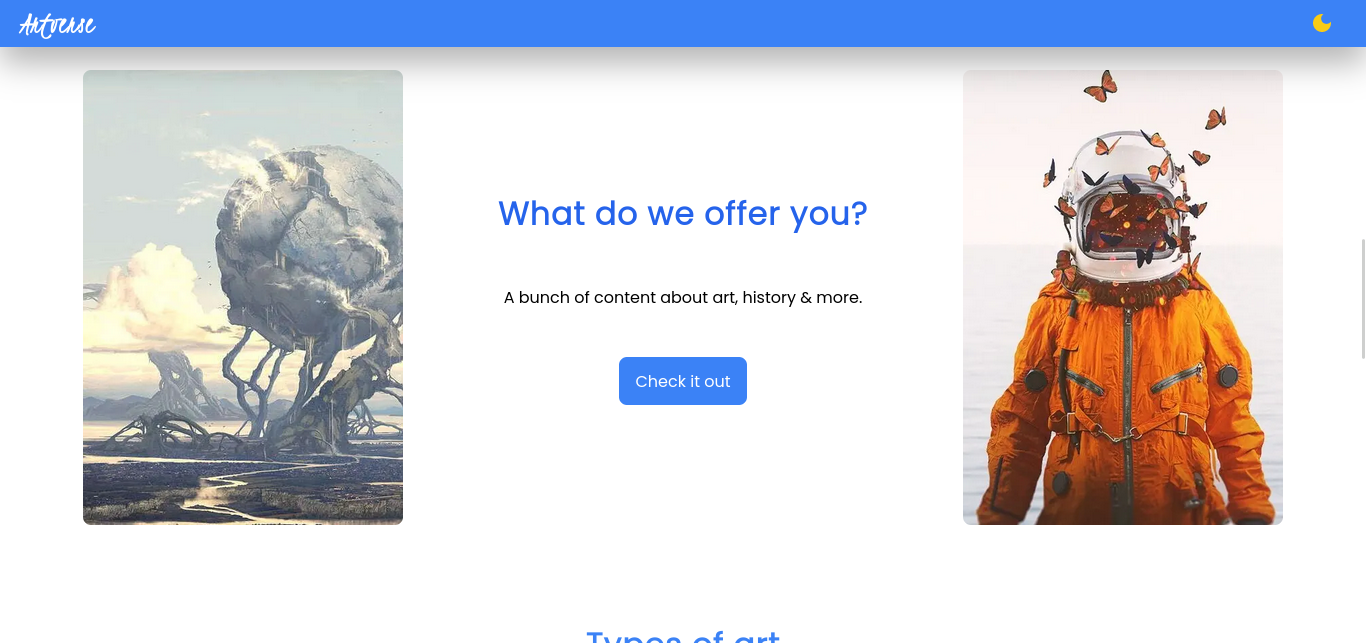 Artverse
What do we offer you?
A bunch of content about art, history & more.
Check it out
Types of art